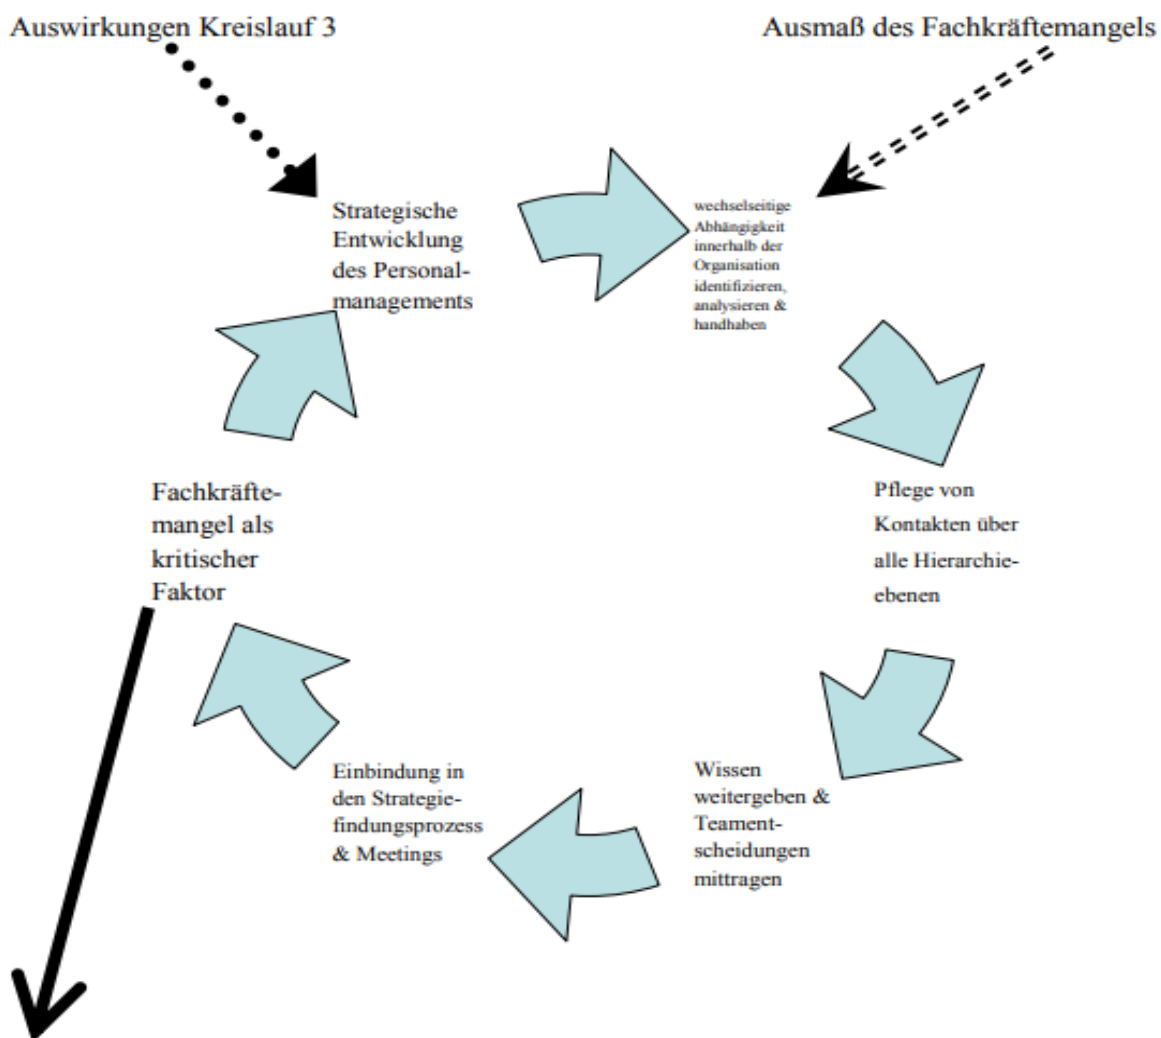 Auswirkungen Kreislauf 3
Ausmaß des Fachkräftemangels
Strategische
Entwicklung
des Personal-
managements
wechselseitige
Abhängigkeit
innerhalb der
Organisation
identifizieren,
analysieren &
handhaben
Pflege von
Kontakten über
alle Hierarchie-
ebenen
Wissen
weitergeben &
Teament-
scheidungen
mittragen
Einbindung in
den Strategie-
findungsprozess
& Meetings
Fachkräfte-
mangel als
kritischer
Faktor